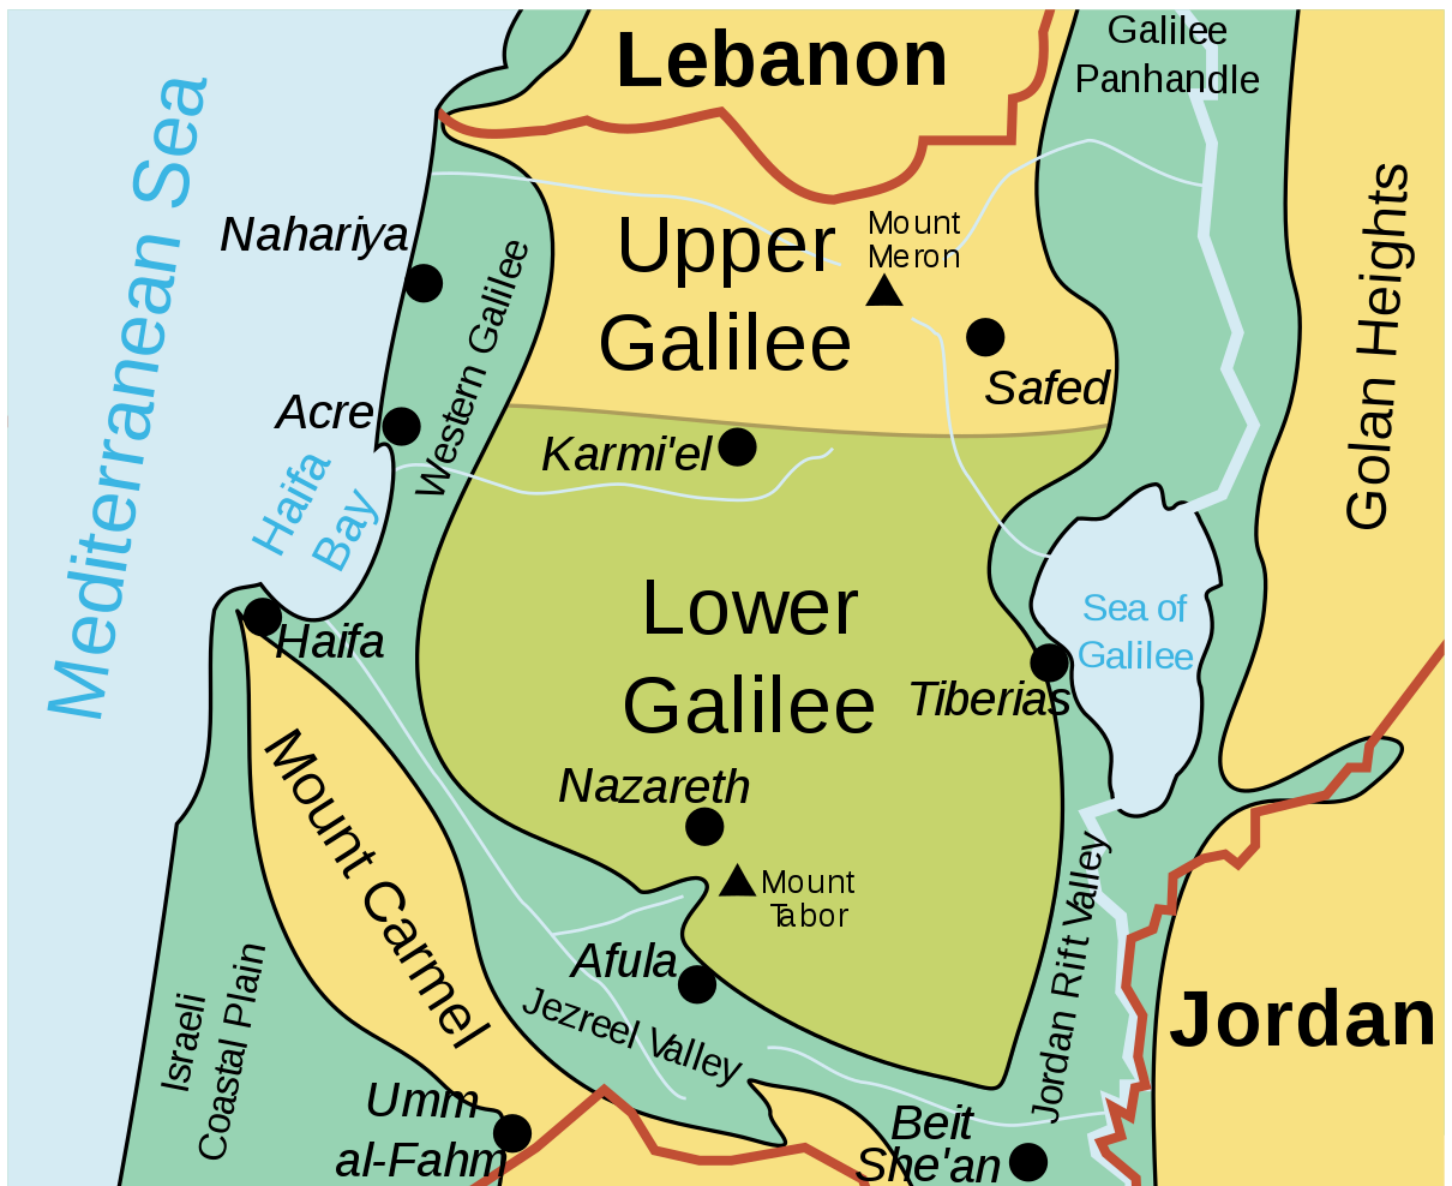 Lebanon
Galilee
Panhandle
Mediterranean Sea
Nahariya
Upper
Galilee
Mount
Meron
Golan Heights
Western Galilee
Safed
Acre
Karmi'el
Haifa
Bay
Haifa
Lower
Galilee
Sea of
Galilee
Tiberias
Nazareth
Mount
Tabor
Mount Carmel
Jordan Rift Valley
Afula
Jezreel Valley
Israeli
Coastal Plain
Jordan
Umm
al-Fahm
Beit
She'an